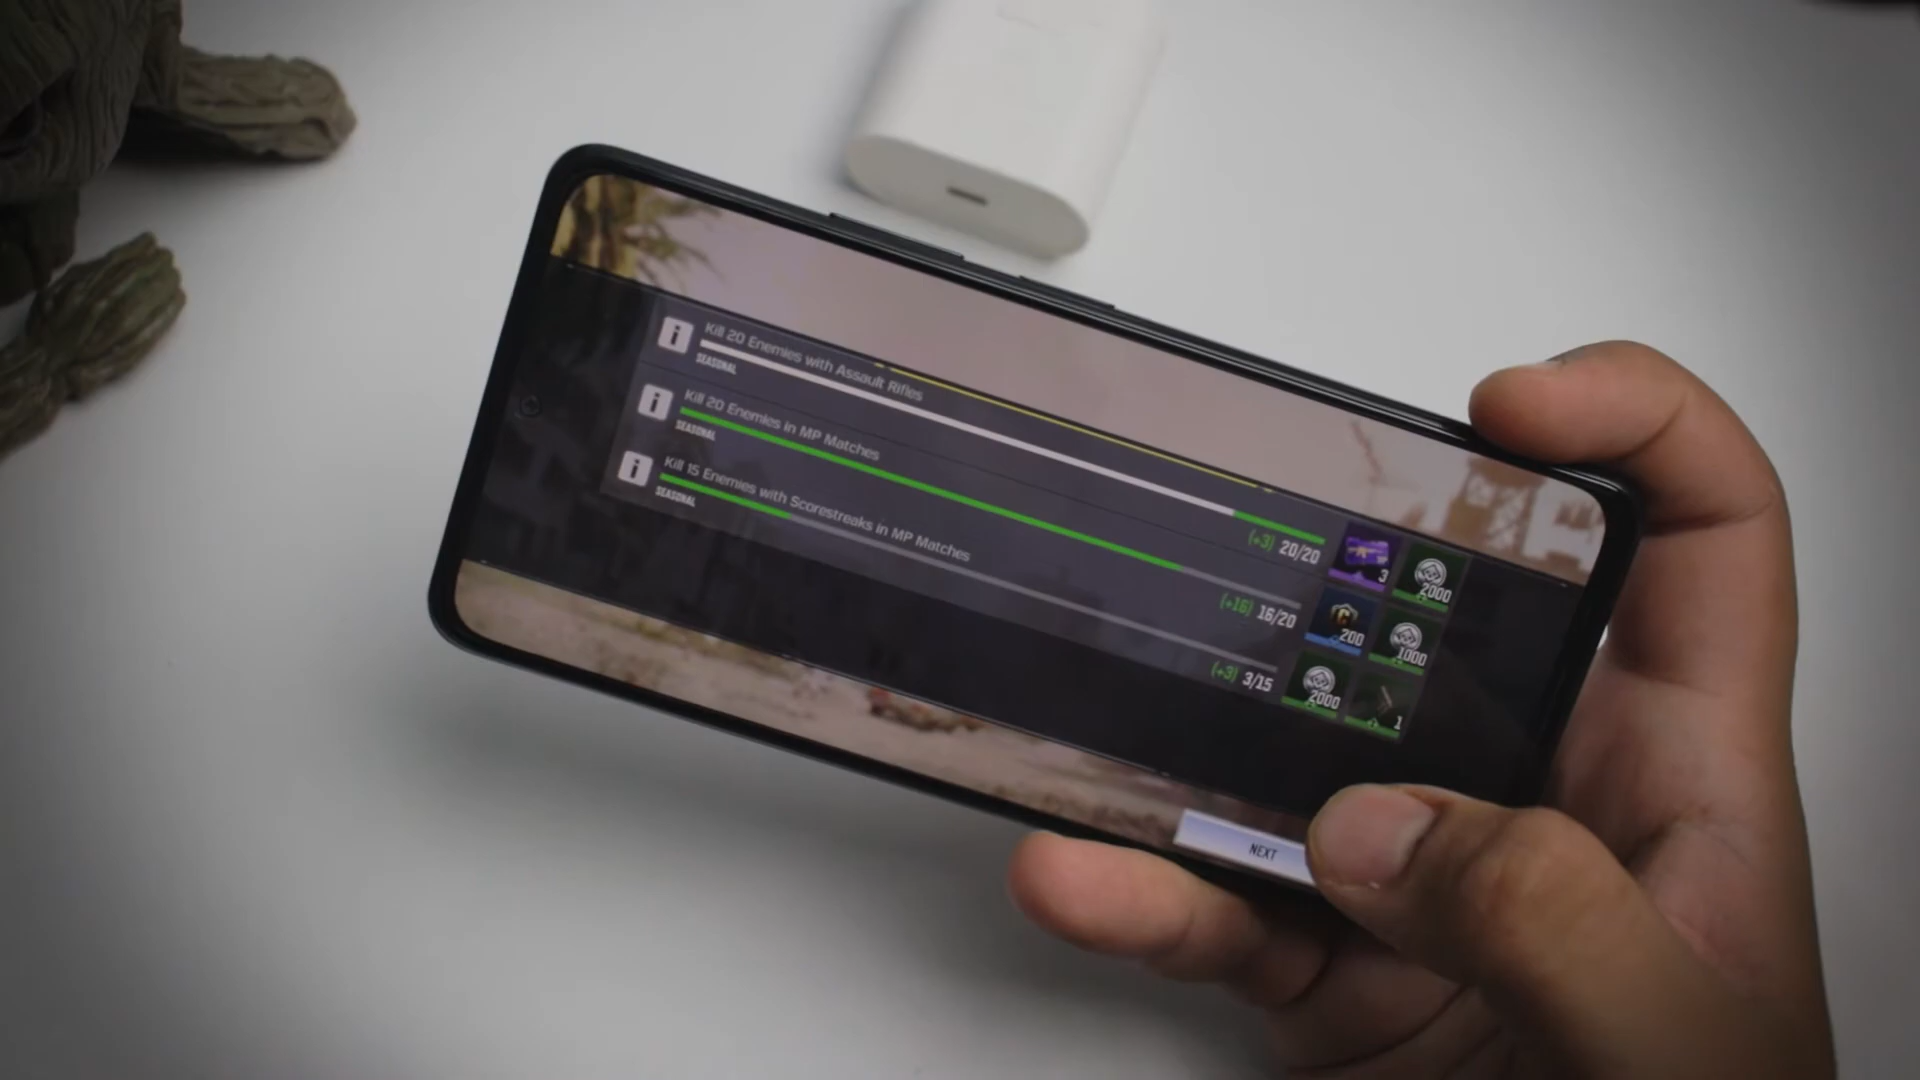 Kill 20 Enemies with Assault Rifles
SEASONAL
(+3) 20/20
3
2000
Kill 20 Enemies in MP Matches
SEASONAL
(+16) 16/20
200
1000
Kill 15 Enemies with Scorestreaks in MP Matches
SEASONAL
(+3) 3/15
2000
1
NEXT